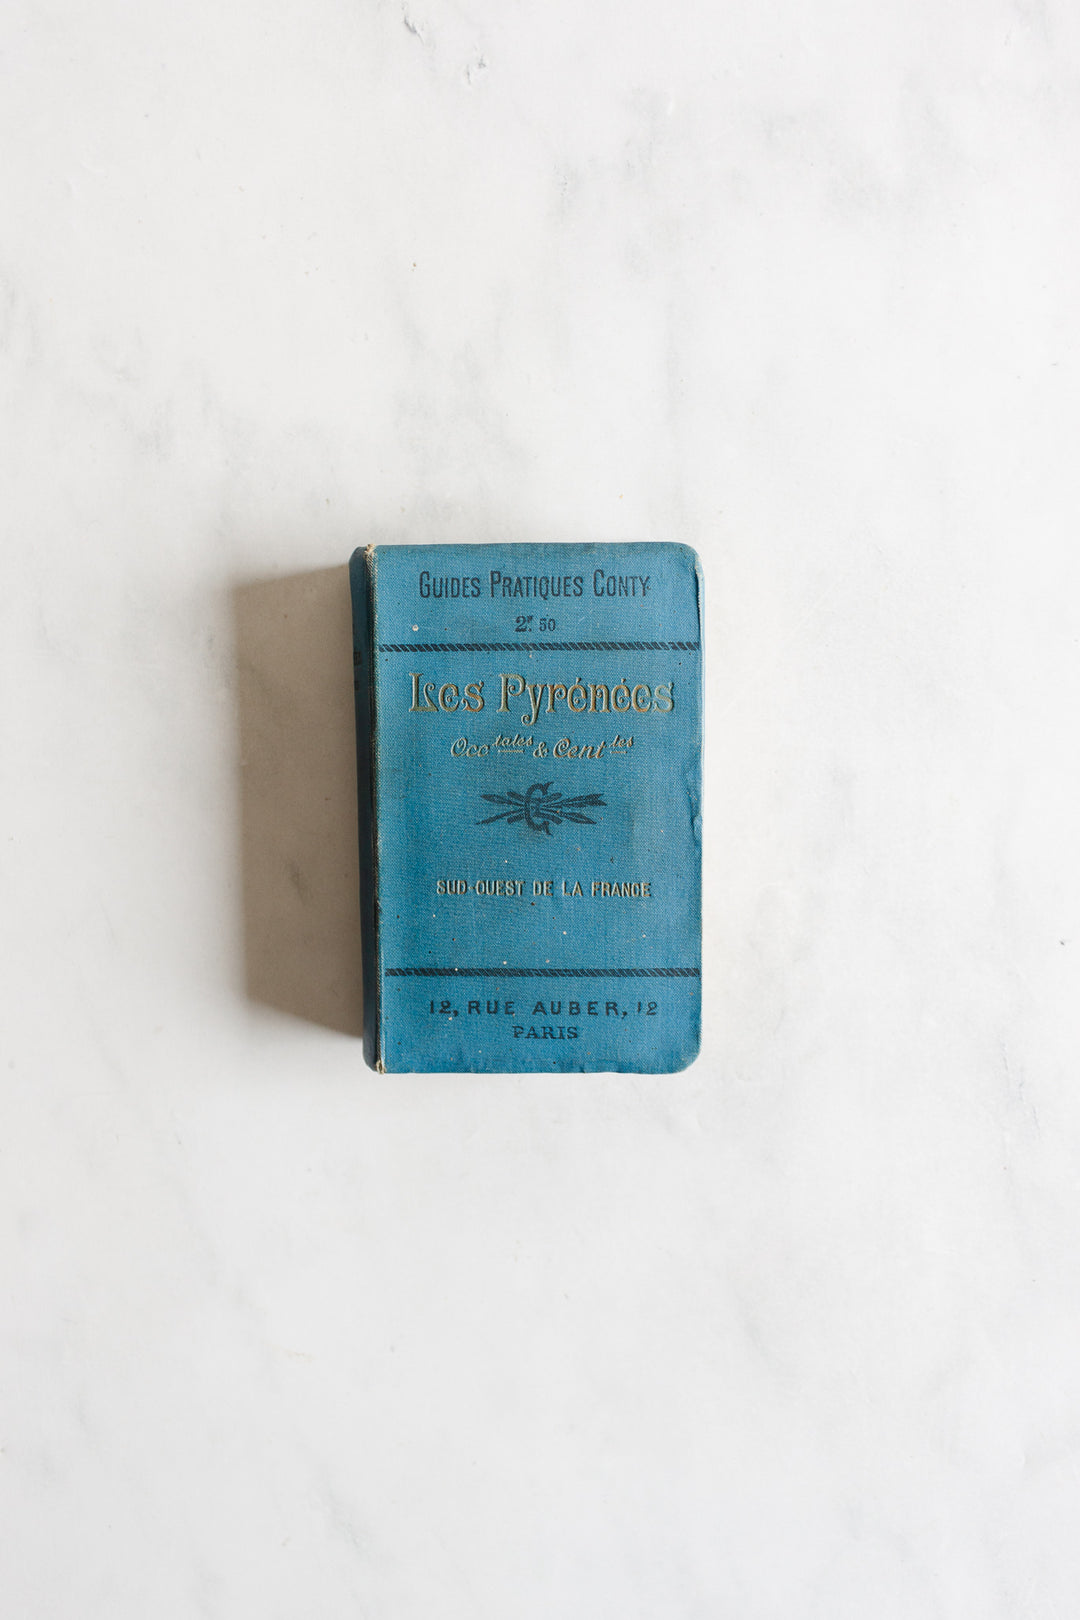 GUIDES PRATIQUES CONTY
2F. 50
Les Pyrénées
Occtales & Centles
SUD-OUEST DE LA FRANCE
12, RUE AUBER, 12
PARIS